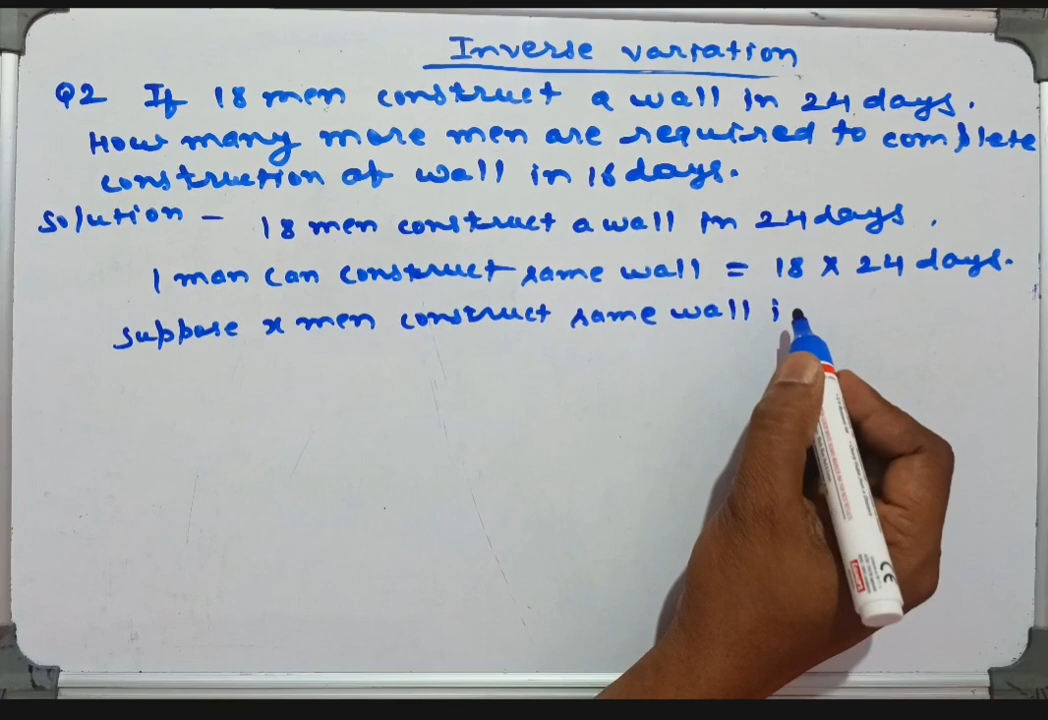 Inverse variation
Q2 If 18 men construct a wall in 24 days.
How many more men are required to complete
construction of wall in 16 days.
Solution - 18 men construct a wall in 24 days.
1 man can construct same wall = 18 x 24 days.
suppose x men construct same wall i
CE